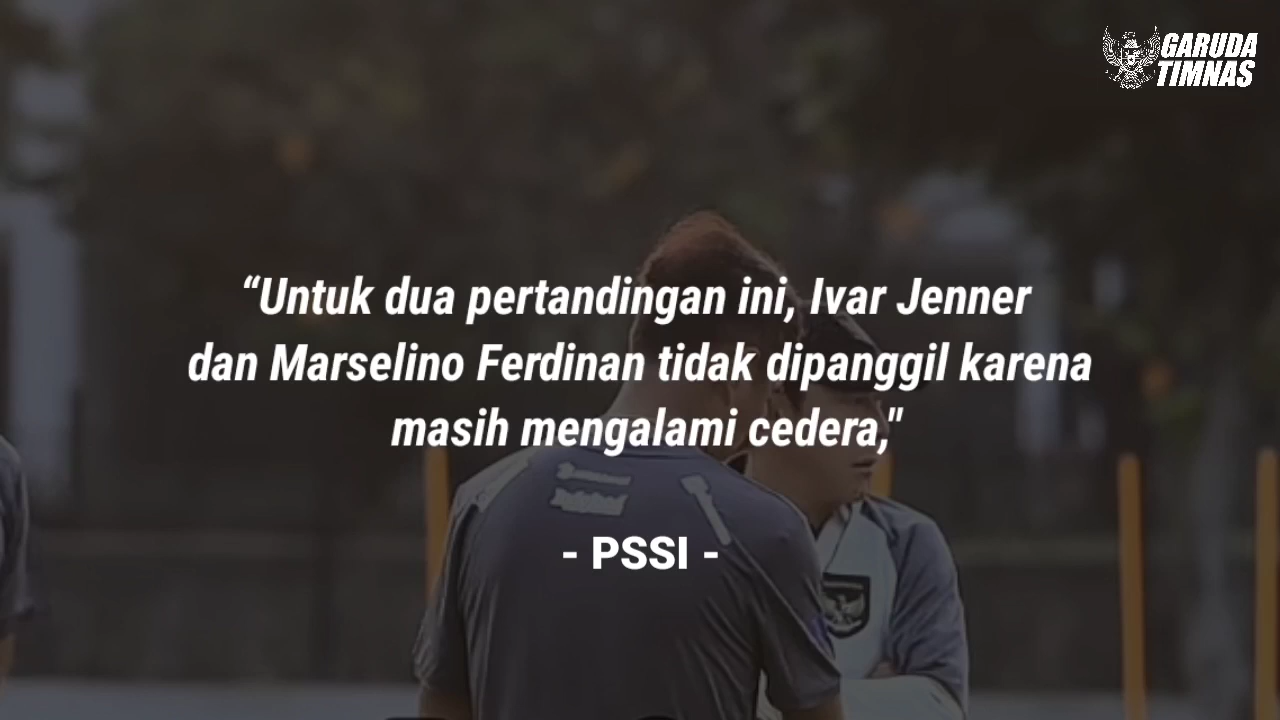 GARUDA
TIMNAS
“Untuk dua pertandingan ini, Ivar Jenner
dan Marselino Ferdinan tidak dipanggil karena
masih mengalami cedera,"
- PSSI -